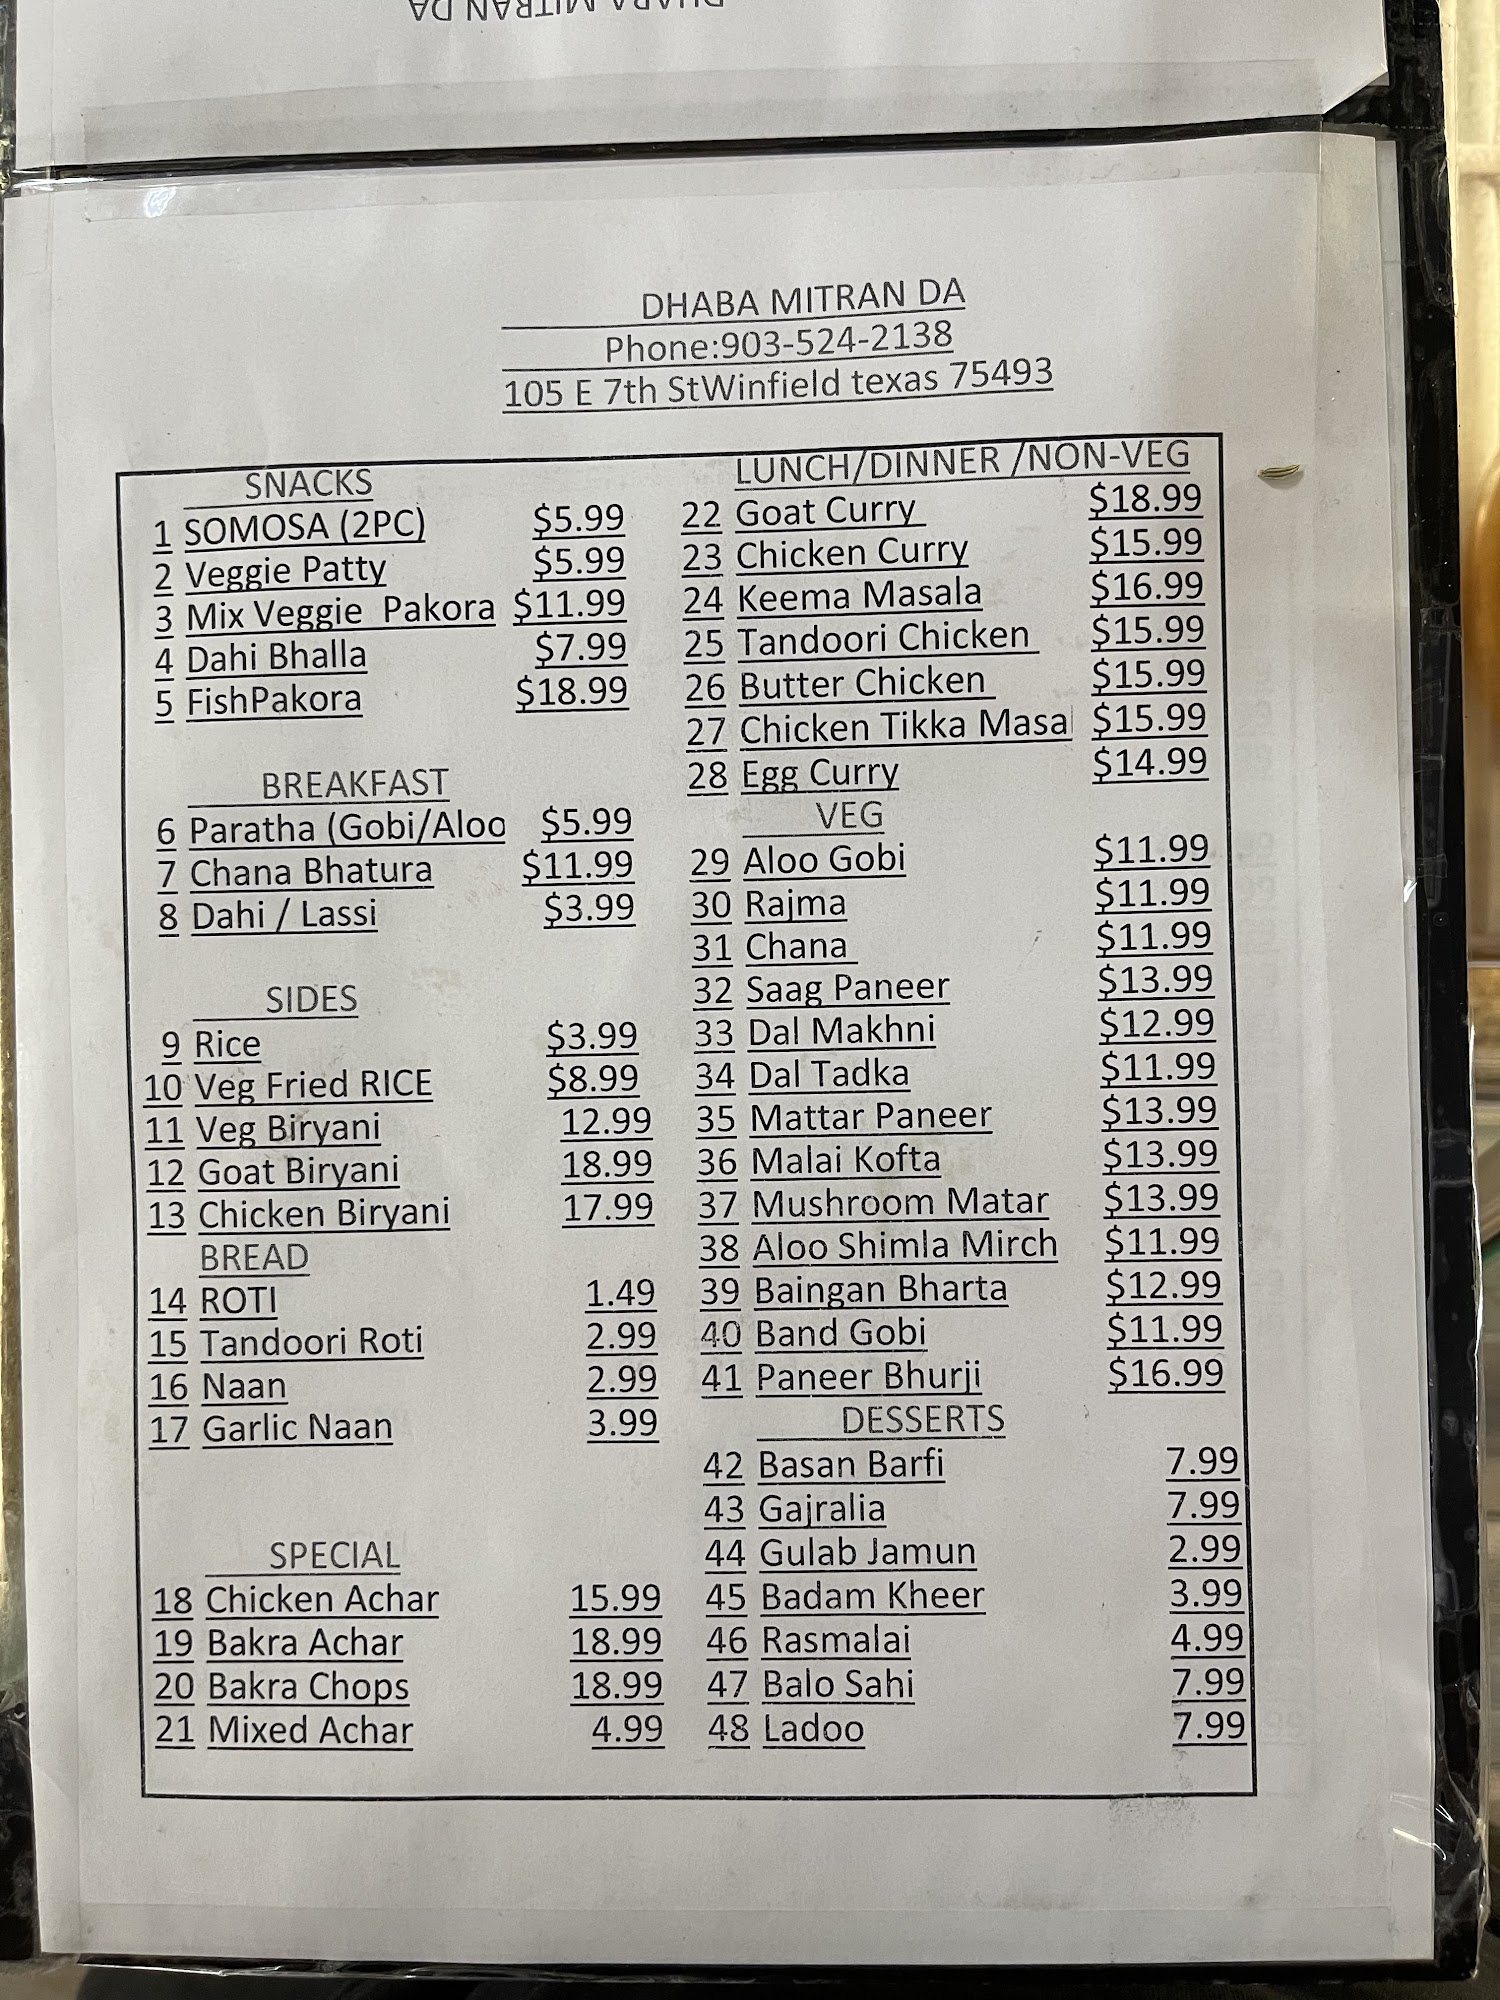 DHABA MITRAN DA
DHABA MITRAN DA
Phone:903-524-2138
105 E 7th StWinfield texas 75493
SNACKS
1 SOMOSA (2PC) $5.99
2 Veggie Patty $5.99
3 Mix Veggie Pakora $11.99
4 Dahi Bhalla $7.99
5 FishPakora $18.99
BREAKFAST
6 Paratha (Gobi/Aloo $5.99
7 Chana Bhatura $11.99
8 Dahi / Lassi $3.99
SIDES
9 Rice $3.99
10 Veg Fried RICE $8.99
11 Veg Biryani 12.99
12 Goat Biryani 18.99
13 Chicken Biryani 17.99
BREAD
14 ROTI 1.49
15 Tandoori Roti 2.99
16 Naan 2.99
17 Garlic Naan 3.99
SPECIAL
18 Chicken Achar 15.99
19 Bakra Achar 18.99
20 Bakra Chops 18.99
21 Mixed Achar 4.99
LUNCH/DINNER /NON-VEG
22 Goat Curry $18.99
23 Chicken Curry $15.99
24 Keema Masala $16.99
25 Tandoori Chicken $15.99
26 Butter Chicken $15.99
27 Chicken Tikka Masal $15.99
28 Egg Curry $14.99
VEG
29 Aloo Gobi $11.99
30 Rajma $11.99
31 Chana $11.99
32 Saag Paneer $13.99
33 Dal Makhni $12.99
34 Dal Tadka $11.99
35 Mattar Paneer $13.99
36 Malai Kofta $13.99
37 Mushroom Matar $13.99
38 Aloo Shimla Mirch $11.99
39 Baingan Bharta $12.99
40 Band Gobi $11.99
41 Paneer Bhurji $16.99
DESSERTS
42 Basan Barfi 7.99
43 Gajralia 7.99
44 Gulab Jamun 2.99
45 Badam Kheer 3.99
46 Rasmalai 4.99
47 Balo Sahi 7.99
48 Ladoo 7.99